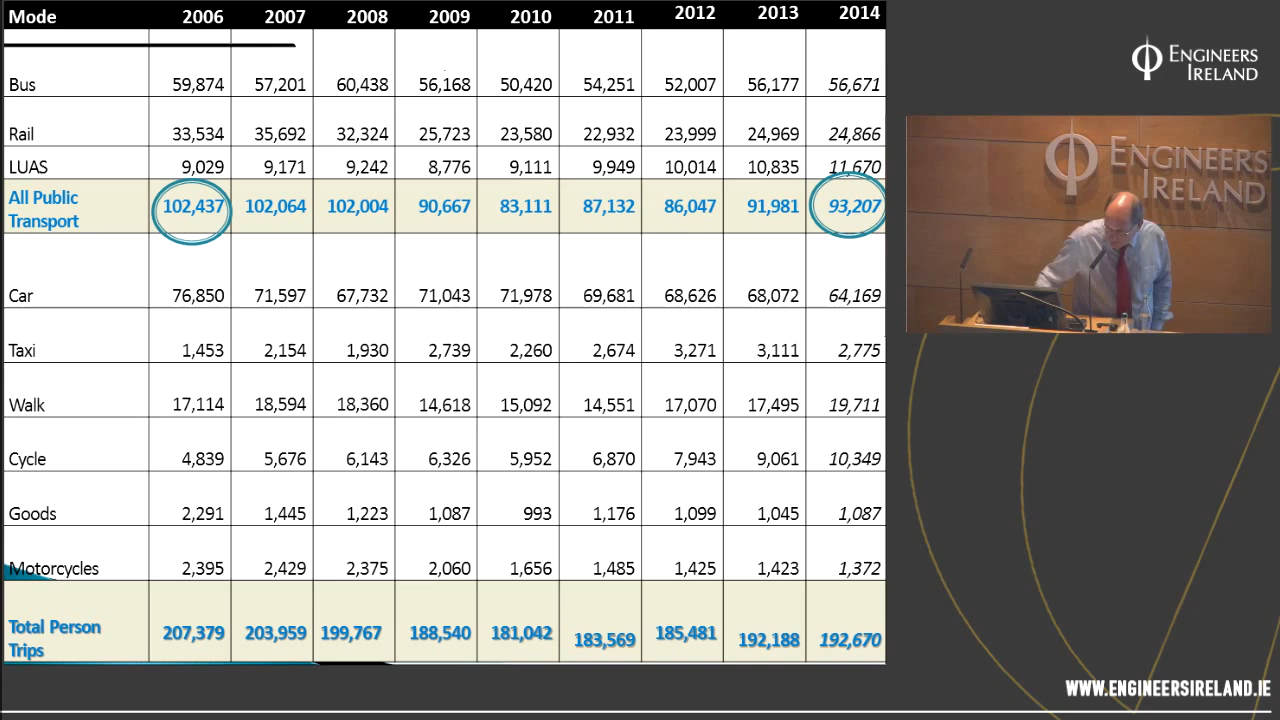 Mode 2006 2007 2008 2009 2010 2011 2012 2013 2014
Bus 59,874 57,201 60,438 56,168 50,420 54,251 52,007 56,177 56,671
Rail 33,534 35,692 32,324 25,723 23,580 22,932 23,999 24,969 24,866
LUAS 9,029 9,171 9,242 8,776 9,111 9,949 10,014 10,835 11,670
All Public
Transport 102,437 102,064 102,004 90,667 83,111 87,132 86,047 91,981 93,207
Car 76,850 71,597 67,732 71,043 71,978 69,681 68,626 68,072 64,169
Taxi 1,453 2,154 1,930 2,739 2,260 2,674 3,271 3,111 2,775
Walk 17,114 18,594 18,360 14,618 15,092 14,551 17,070 17,495 19,711
Cycle 4,839 5,676 6,143 6,326 5,952 6,870 7,943 9,061 10,349
Goods 2,291 1,445 1,223 1,087 993 1,176 1,099 1,045 1,087
Motorcycles 2,395 2,429 2,375 2,060 1,656 1,485 1,425 1,423 1,372
Total Person
Trips 207,379 203,959 199,767 188,540 181,042 183,569 185,481 192,188 192,670
ENGINEERS
IRELAND
ENGINEERS
IRELAND
WWW.ENGINEERSIRELAND.IE